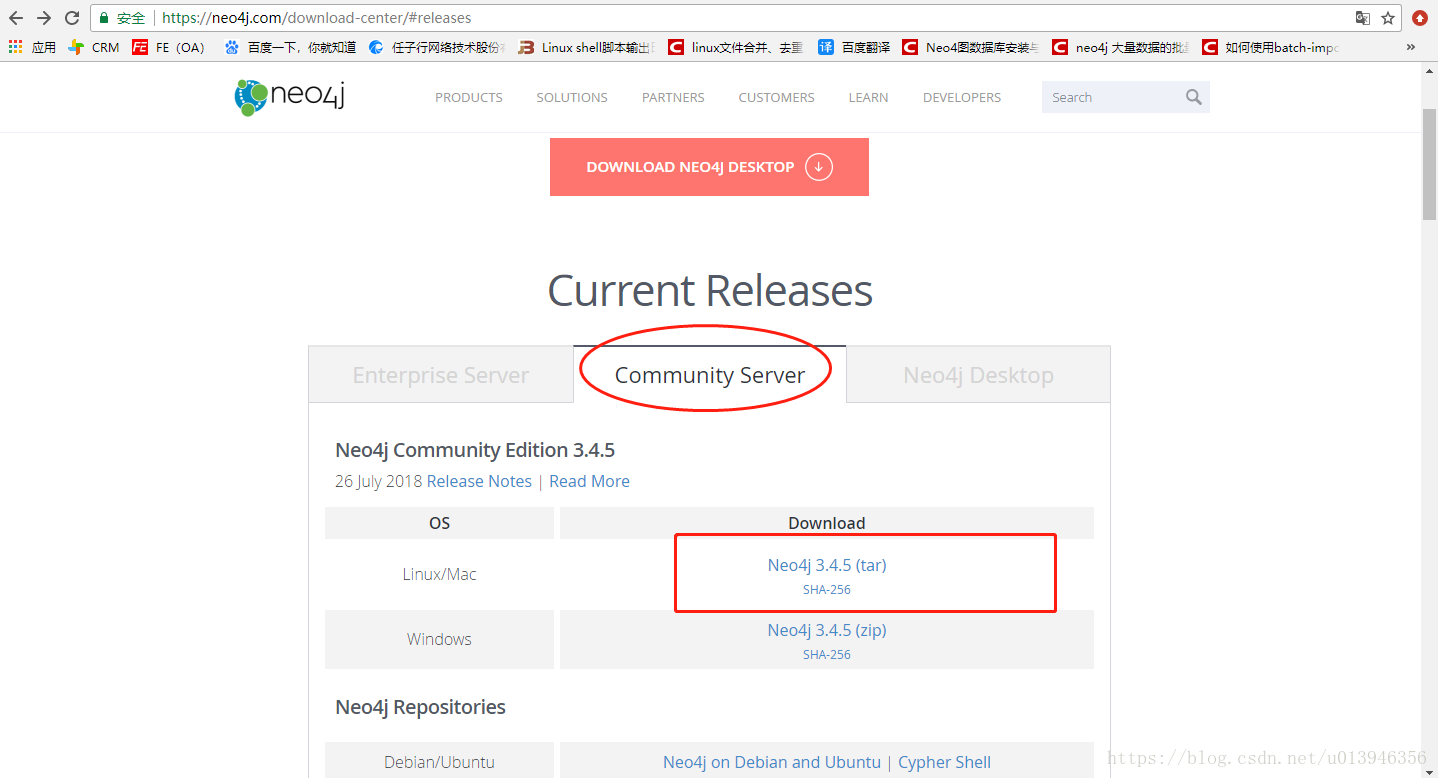 安全 https://neo4j.com/download-center/#releases
应用 CRM FE（OA） 百度一下，你就知道 任子行网络技术股份 Linux shell脚本输出 linux文件合并、去重 百度翻译 Neo4图数据库安装 neo4j 大量数据的批 如何使用batch-impo »
neo4j PRODUCTS SOLUTIONS PARTNERS CUSTOMERS LEARN DEVELOPERS Search
DOWNLOAD NEO4J DESKTOP
Current Releases
Enterprise Server Community Server Neo4j Desktop
Neo4j Community Edition 3.4.5
26 July 2018 Release Notes | Read More
OS Download
Linux/Mac Neo4j 3.4.5 (tar)
SHA-256
Windows Neo4j 3.4.5 (zip)
SHA-256
Neo4j Repositories
Debian/Ubuntu Neo4j on Debian and Ubuntu | Cypher Shell
https://blog.csdn.net/u013946356